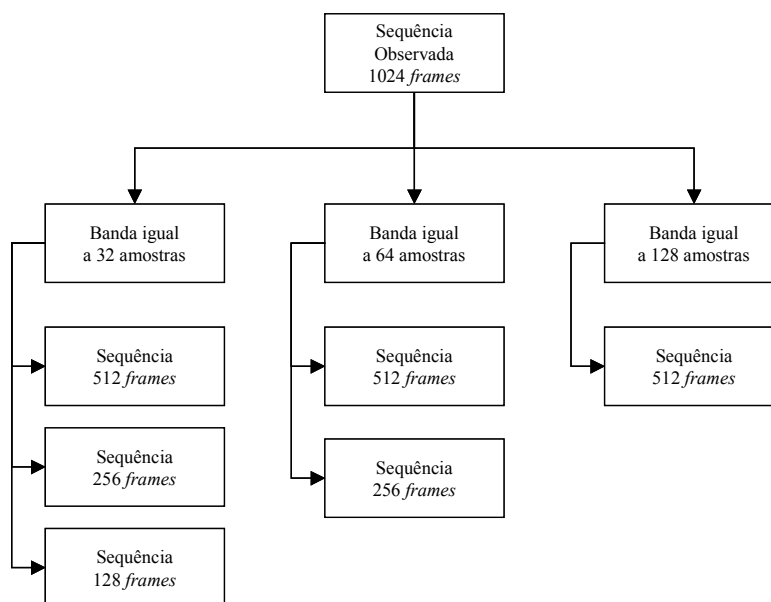 Sequência
Observada
1024 frames
Banda igual
a 32 amostras
Banda igual
a 64 amostras
Banda igual
a 128 amostras
Sequência
512 frames
Sequência
512 frames
Sequência
512 frames
Sequência
256 frames
Sequência
256 frames
Sequência
128 frames